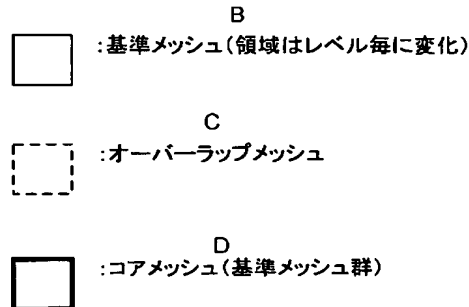 B
:基準メッシュ(領域はレベル毎に変化)
C
:オーバーラップメッシュ
D
:コアメッシュ(基準メッシュ群)